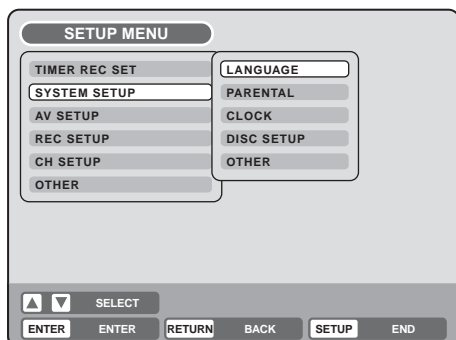 SETUP MENU
TIMER REC SET
SYSTEM SETUP
AV SETUP
REC SETUP
CH SETUP
OTHER
LANGUAGE
PARENTAL
CLOCK
DISC SETUP
OTHER
SELECT
ENTER ENTER RETURN BACK SETUP END